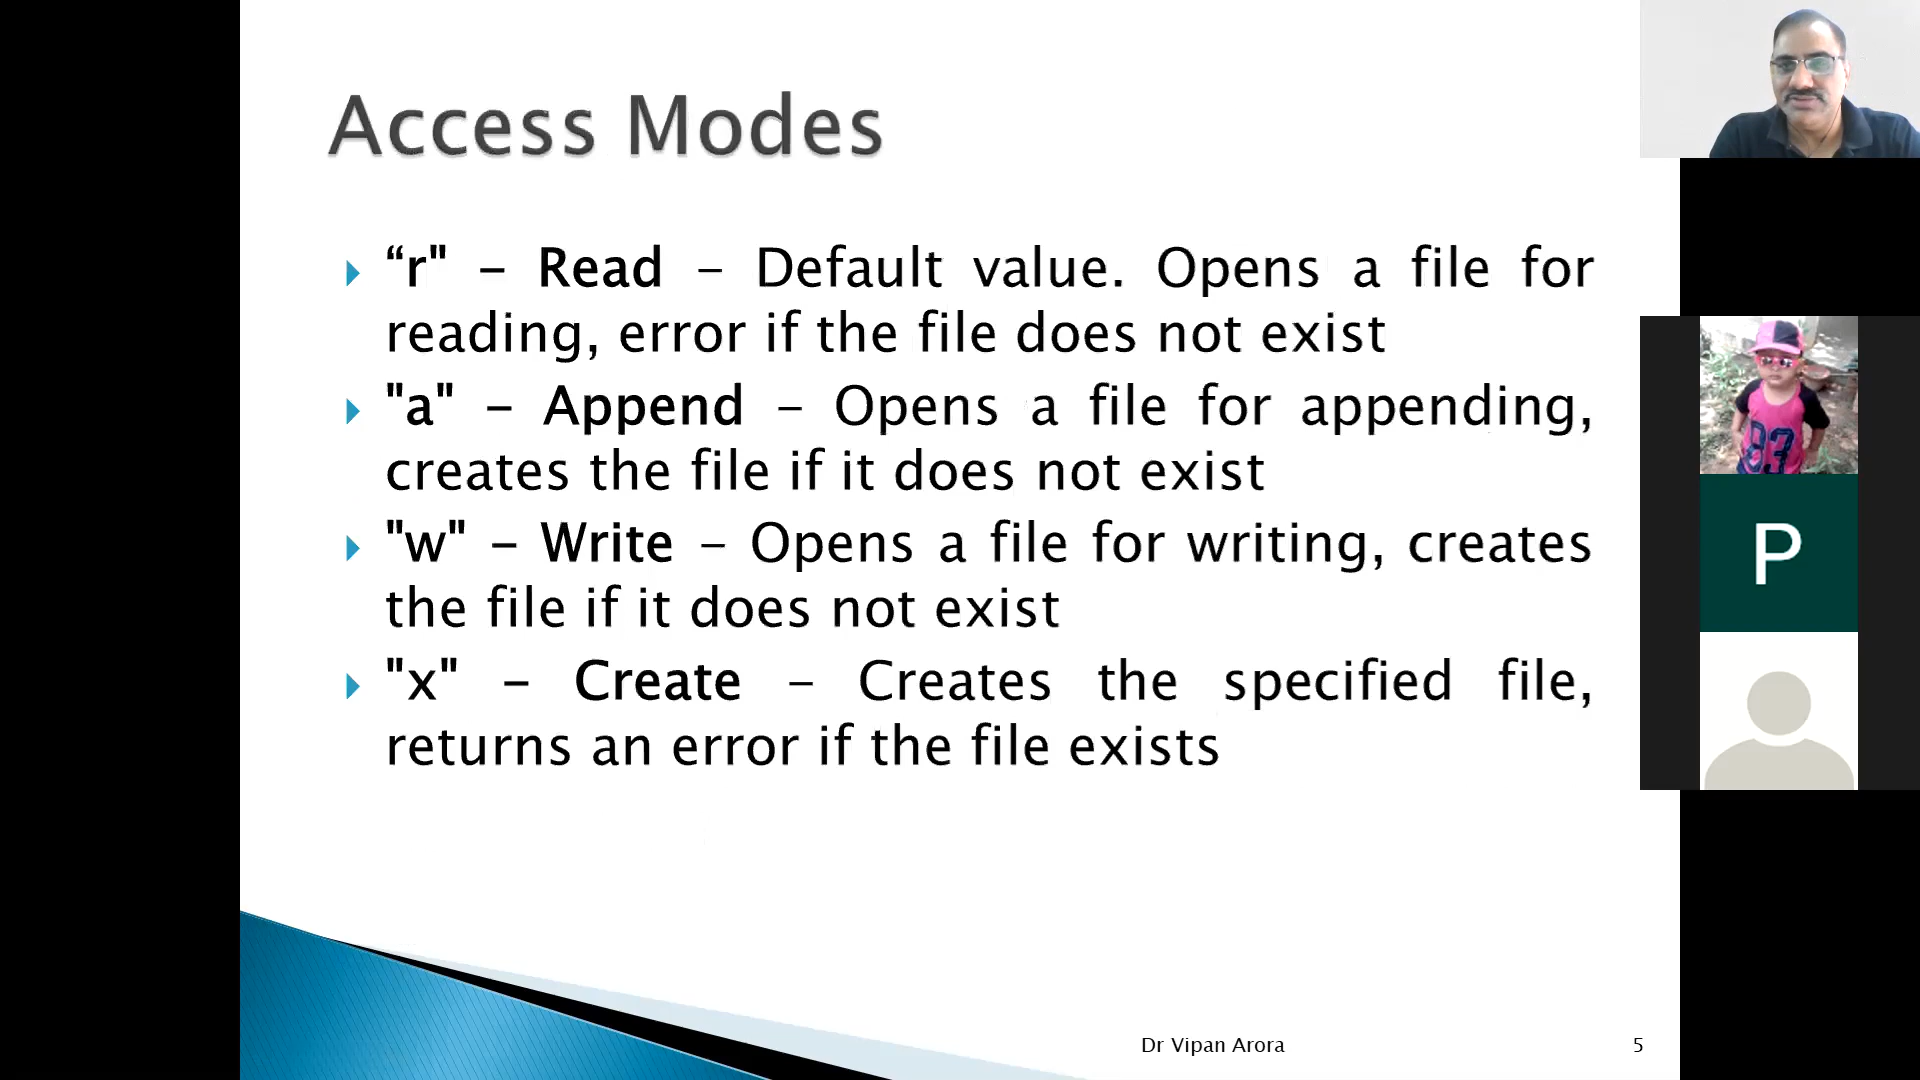 Access Modes
“r" – Read – Default value. Opens a file for
reading, error if the file does not exist
"a" – Append – Opens a file for appending,
creates the file if it does not exist
"w" – Write – Opens a file for writing, creates
the file if it does not exist
"x" – Create – Creates the specified file,
returns an error if the file exists
83
P
Dr Vipan Arora
5